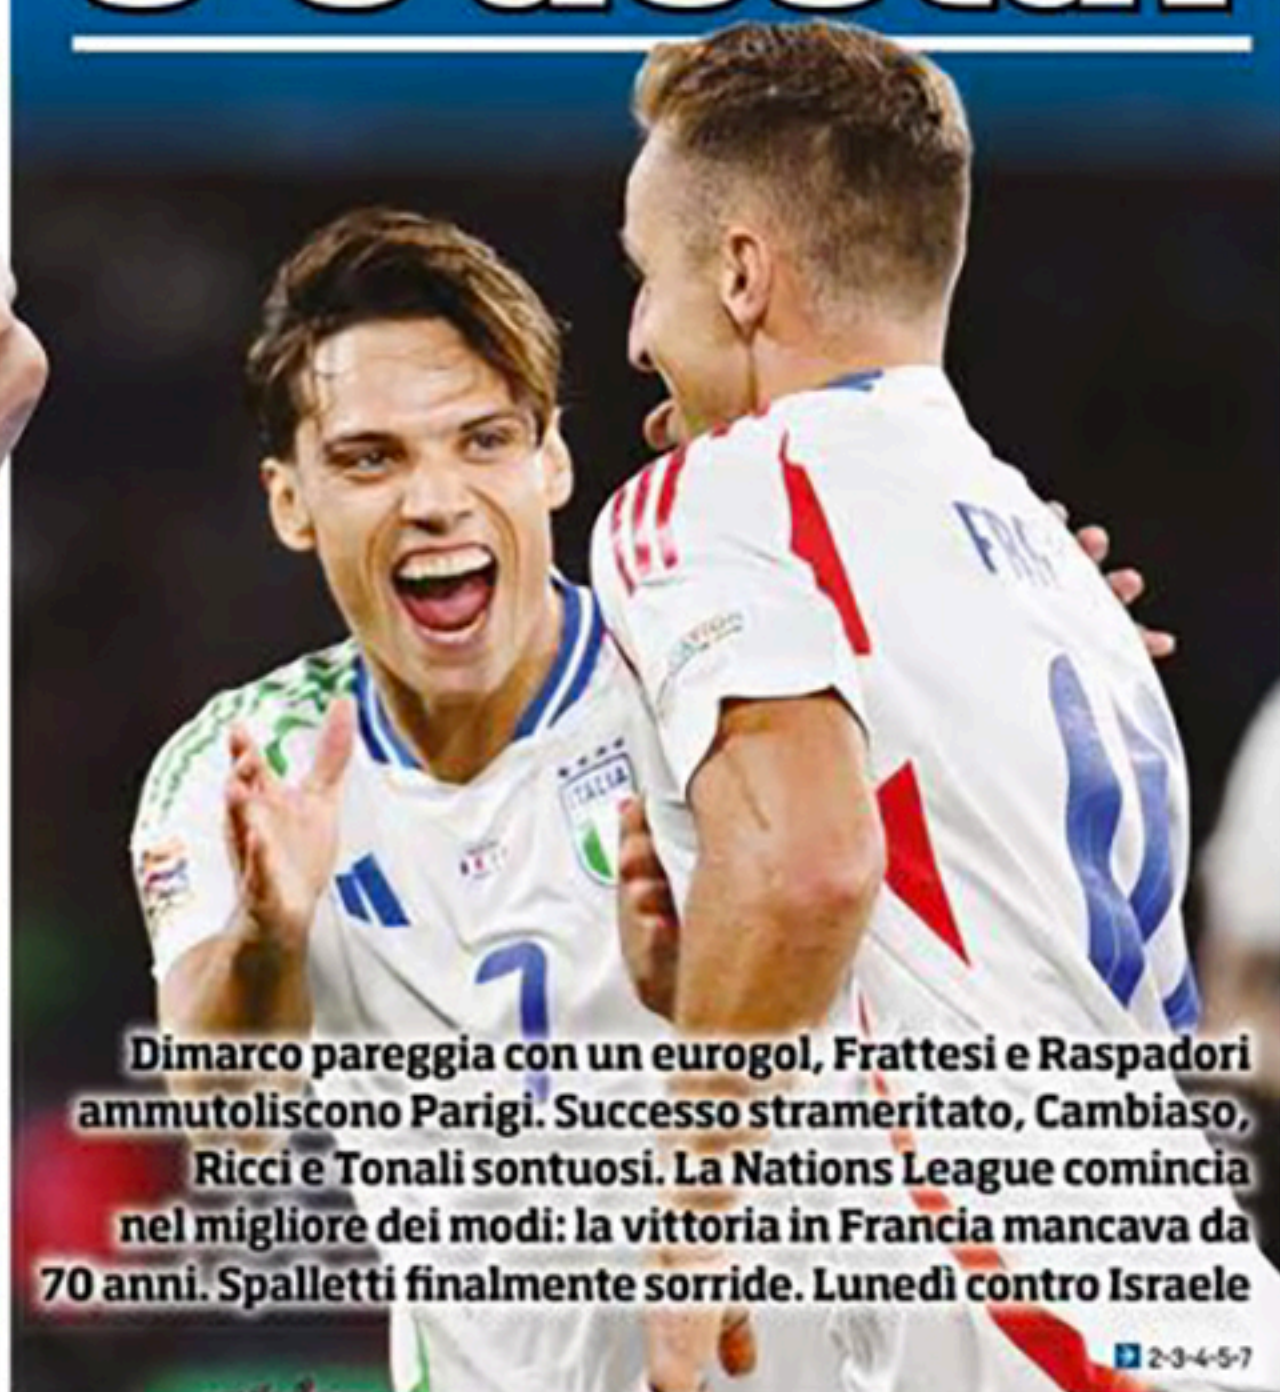 ITALIA
FRA
7
Dimarco pareggia con un eurogol, Frattesi e Raspadori
ammutoliscono Parigi. Successo strameritato, Cambiaso,
Ricci e Tonali sontuosi. La Nations League comincia
nel migliore dei modi: la vittoria in Francia mancava da
70 anni. Spalletti finalmente sorride. Lunedì contro Israele
2-3-4-5-7